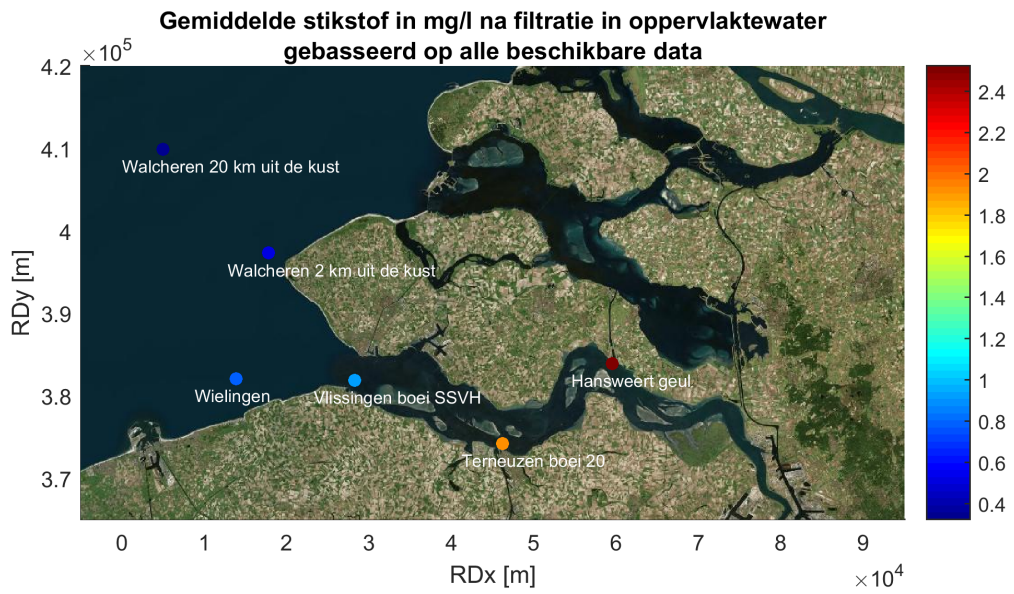 Gemiddelde stikstof in mg/l na filtratie in oppervlaktewater
gebasseerd op alle beschikbare data
×10⁵
4.2
4.1
4
3.9
3.8
3.7
RDy [m]
Walcheren 20 km uit de kust
Walcheren 2 km uit de kust
Wielingen
Vlissingen boei SSVH
Hansweert geul
Terneuzen boei 20
0 1 2 3 4 5 6 7 8 9
RDx [m]
×10⁴
2.4
2.2
2
1.8
1.6
1.4
1.2
1
0.8
0.6
0.4